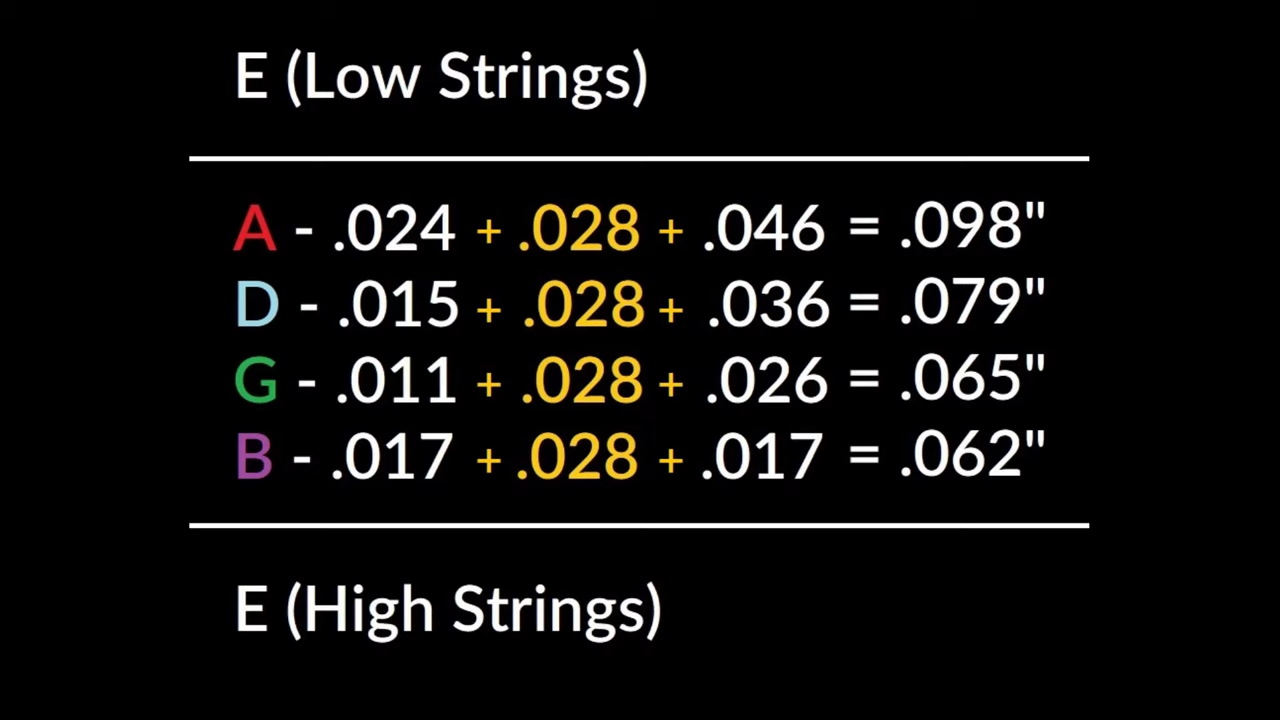 E (Low Strings)
A - .024 + .028 + .046 = .098"
D - .015 + .028 + .036 = .079"
G - .011 + .028 + .026 = .065"
B - .017 + .028 + .017 = .062"
E (High Strings)